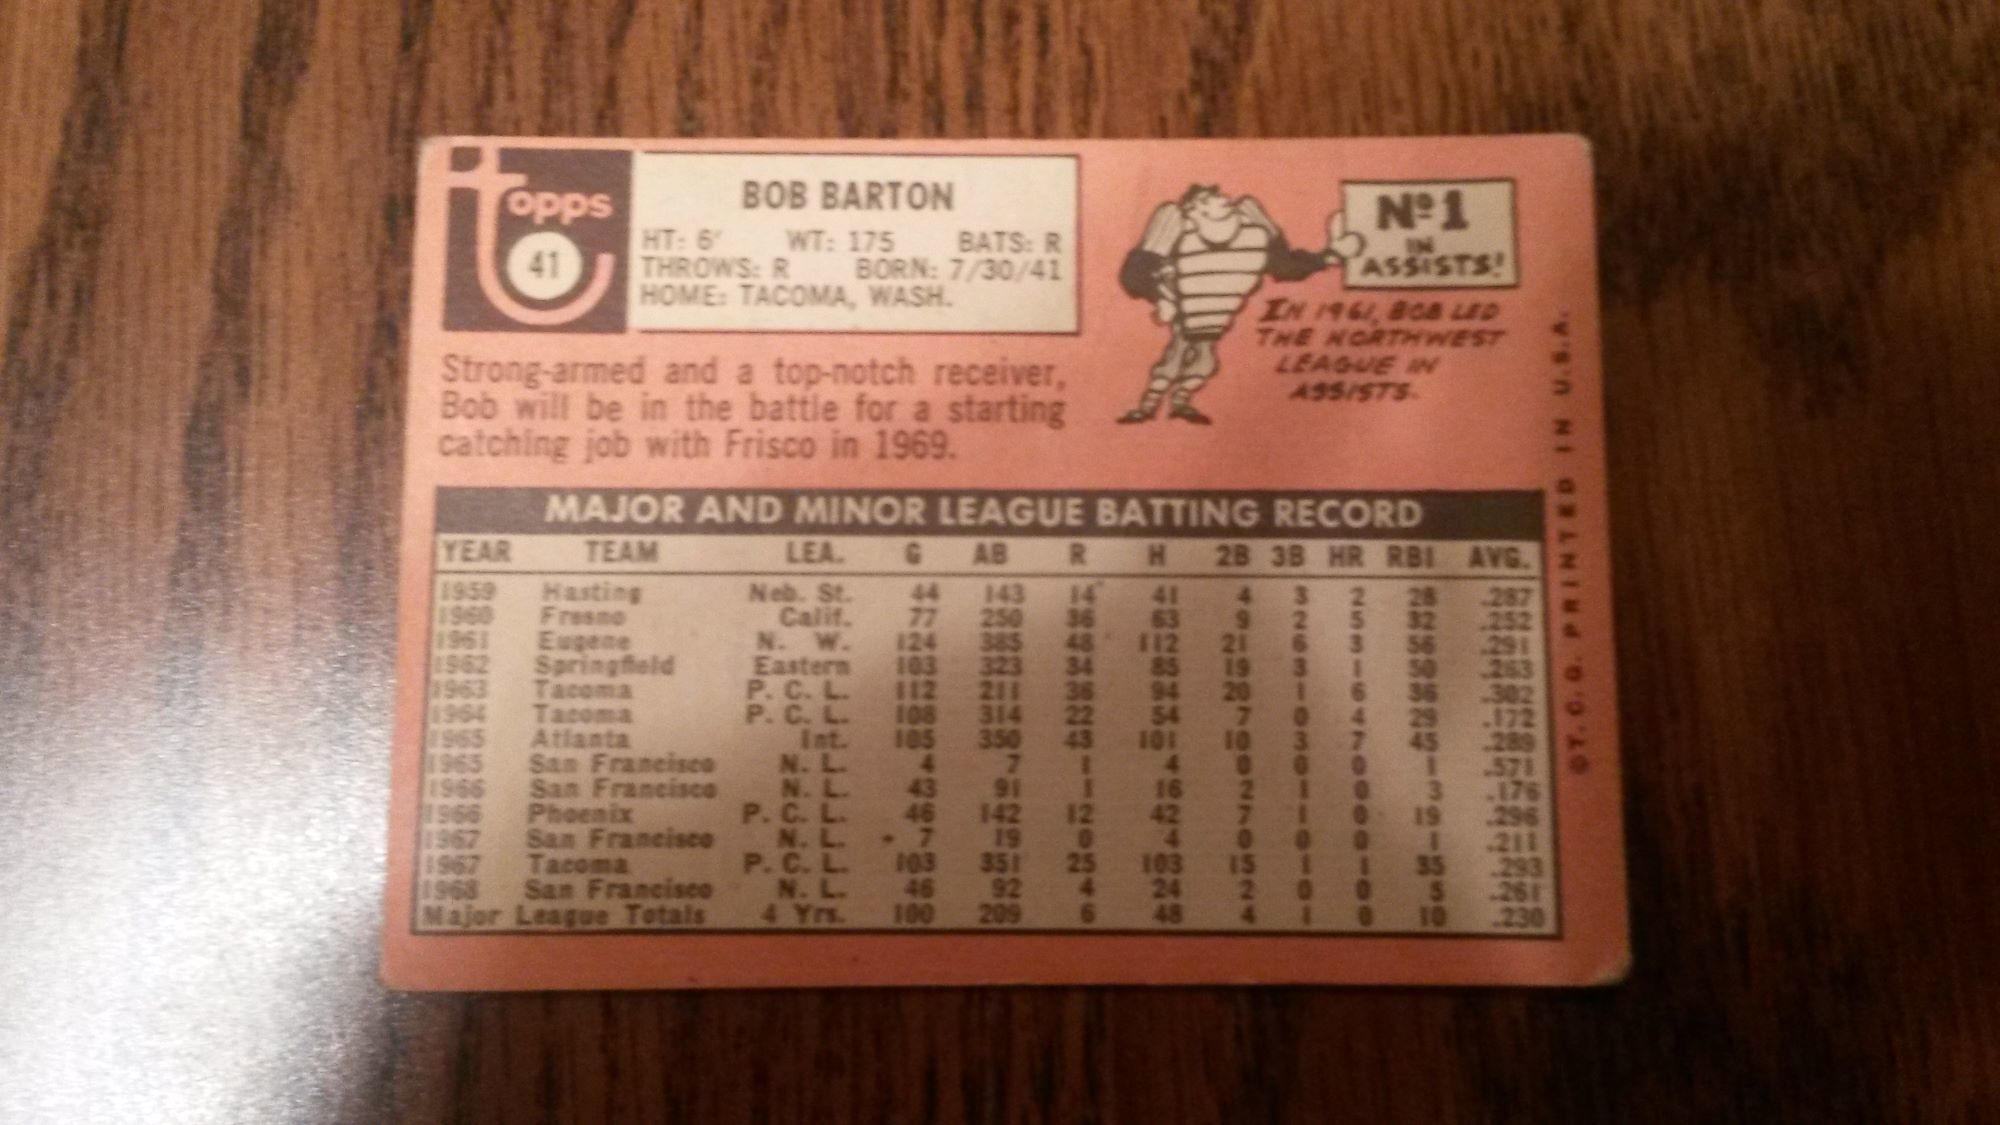 topps
41
BOB BARTON
HT: 6' WT: 175 BATS: R
THROWS: R BORN: 7/30/41
HOME: TACOMA, WASH.
Nº1
IN
ASSISTS!
IN 1961, BOB LED
THE NORTHWEST
LEAGUE IN
ASSISTS.
Strong-armed and a top-notch receiver,
Bob will be in the battle for a starting
catching job with Frisco in 1969.
MAJOR AND MINOR LEAGUE BATTING RECORD
YEAR TEAM LEA. G AB R H 2B 3B HR RBI AVG.
1959 Hasting Neb. St. 44 143 14 41 4 3 2 28 .287
1960 Fresno Calif. 77 250 36 63 9 2 5 32 .252
1961 Eugene N. W. 124 385 48 112 21 6 3 56 .291
1962 Springfield Eastern 103 323 34 85 19 3 1 50 .263
1963 Tacoma P. C. L. 112 211 36 94 20 1 6 36 .302
1964 Tacoma P. C. L. 108 314 22 54 7 0 4 29 .172
1965 Atlanta Int. 105 350 43 101 10 3 7 45 .289
1965 San Francisco N. L. 4 7 1 4 0 0 0 1 .571
1966 San Francisco N. L. 43 91 1 16 2 1 0 3 .176
1966 Phoenix P. C. L. 46 142 12 42 7 1 0 19 .296
1967 San Francisco N. L. 7 19 0 4 0 0 0 1 .211
1967 Tacoma P. C. L. 103 351 25 103 15 1 1 35 .293
1968 San Francisco N. L. 46 92 4 24 2 0 0 5 .261
Major League Totals 4 Yrs. 100 209 6 48 4 1 0 10 .230
©T.C.G. PRINTED IN U.S.A.